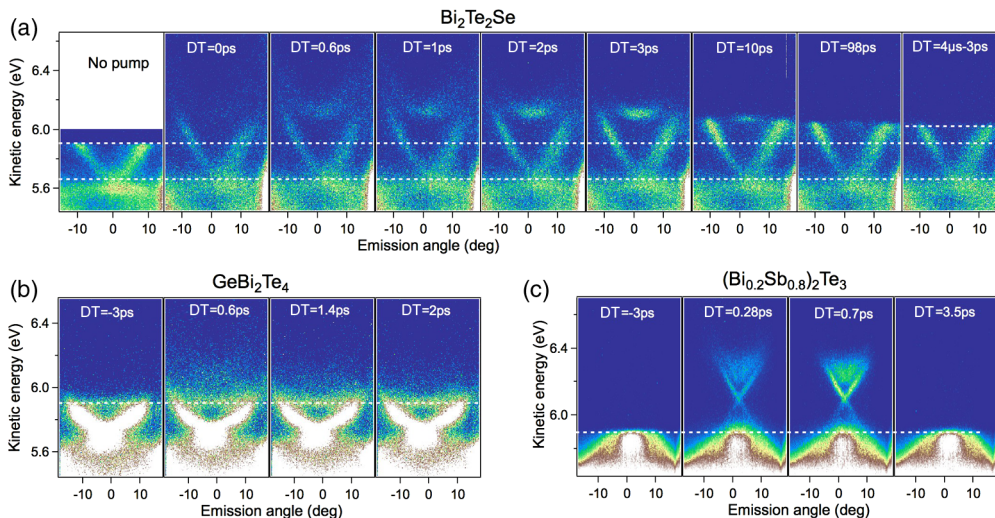 Bi₂Te₂Se
(a)
No pump
DT=0ps
DT=0.6ps
DT=1ps
DT=2ps
DT=3ps
DT=10ps
DT=98ps
DT=4μs-3ps
Kinetic energy (eV)
6.4
6.0
5.6
-10 0 10
-10 0 10
-10 0 10
-10 0 10
-10 0 10
-10 0 10
-10 0 10
-10 0 10
-10 0 10
Emission angle (deg)
(b)
GeBi₂Te₄
DT=-3ps
DT=0.6ps
DT=1.4ps
DT=2ps
Kinetic energy (eV)
6.4
6.0
5.6
-10 0 10
-10 0 10
-10 0 10
-10 0 10
Emission angle (deg)
(c)
(Bi₀.₂Sb₀.₈)₂Te₃
DT=-3ps
DT=0.28ps
DT=0.7ps
DT=3.5ps
Kinetic energy (eV)
6.4
6.0
-10 0 10
-10 0 10
-10 0 10
-10 0 10
Emission angle (deg)